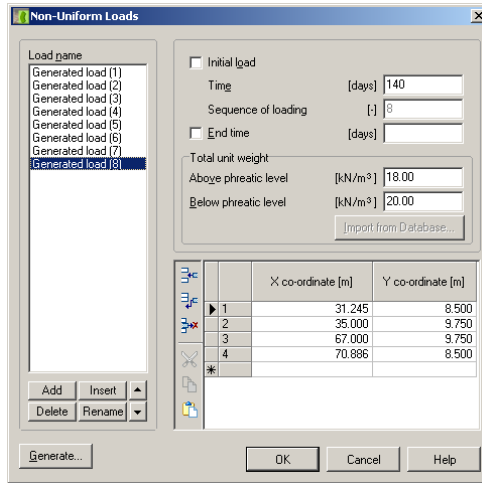 Non-Uniform Loads
Load name
Generated load (1)
Generated load (2)
Generated load (3)
Generated load (4)
Generated load (5)
Generated load (6)
Generated load (7)
Generated load (8)
Add Insert
Delete Rename
Initial load
Time [days] 140
Sequence of loading [-] 8
End time [days]
Total unit weight
Above phreatic level [kN/m³] 18.00
Below phreatic level [kN/m³] 20.00
Import from Database...
X co-ordinate [m] Y co-ordinate [m]
1 31.245 8.500
2 35.000 9.750
3 67.000 9.750
4 70.886 8.500
Generate... OK Cancel Help